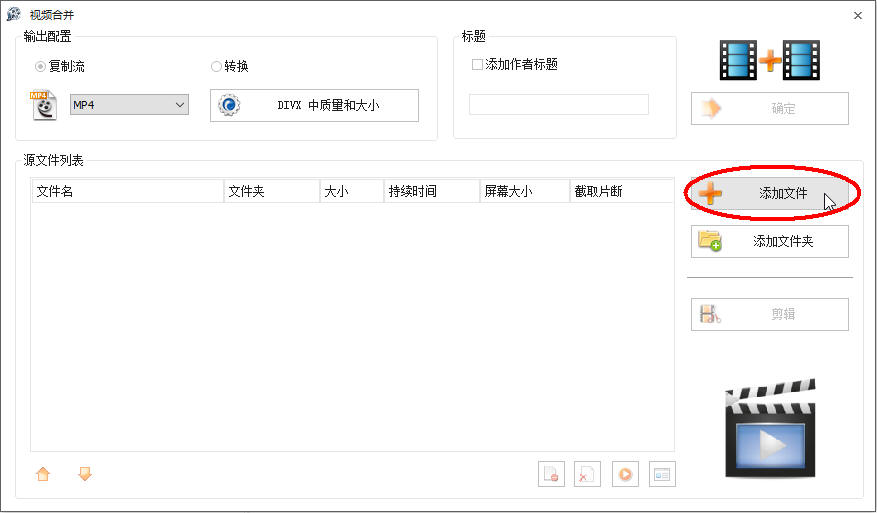 视频合并
输出配置
复制流
转换
MP4
MP4
DIVX 中质量和大小
标题
添加作者标题
确定
源文件列表
文件名 文件夹 大小 持续时间 屏幕大小 截取片断
添加文件
添加文件夹
剪辑